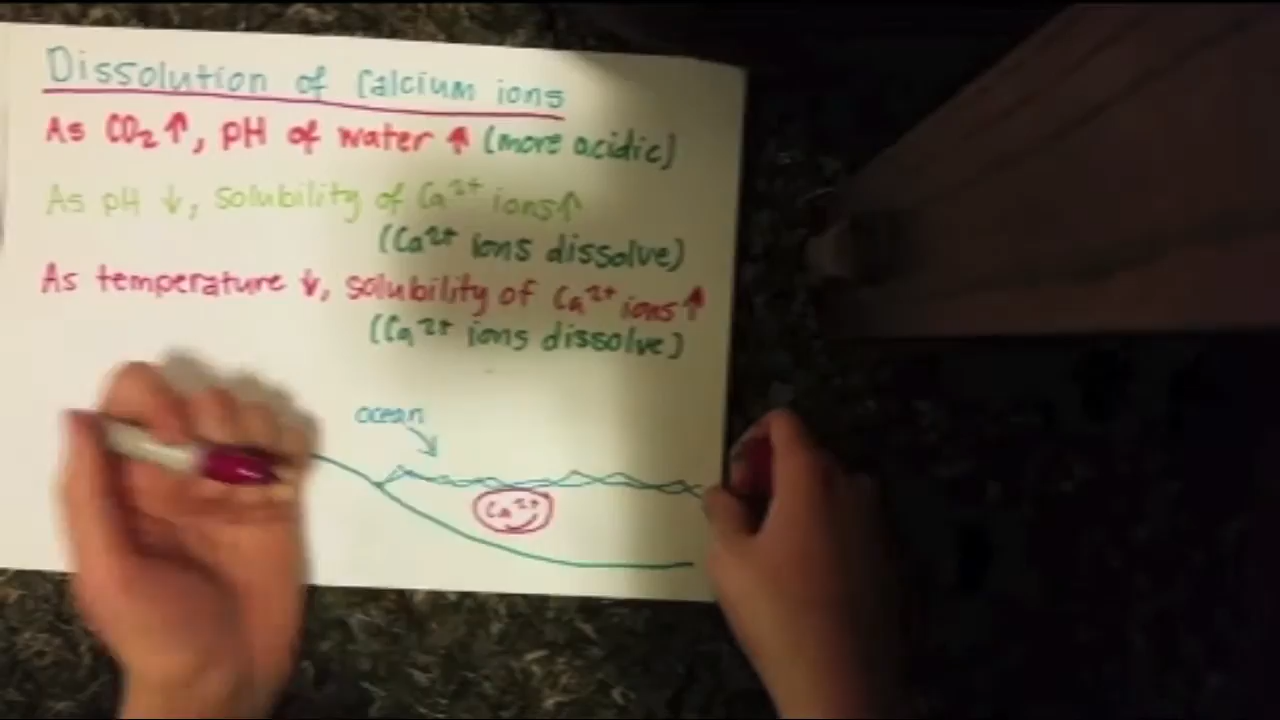 Dissolution of Calcium ions
As CO₂ ↑, pH of water ↑ (more acidic)
As pH ↓, solubility of Ca²⁺ ions ↑
(Ca²⁺ ions dissolve)
As temperature ↓, solubility of Ca²⁺ ions ↑
(Ca²⁺ ions dissolve)
ocean
Ca²⁺